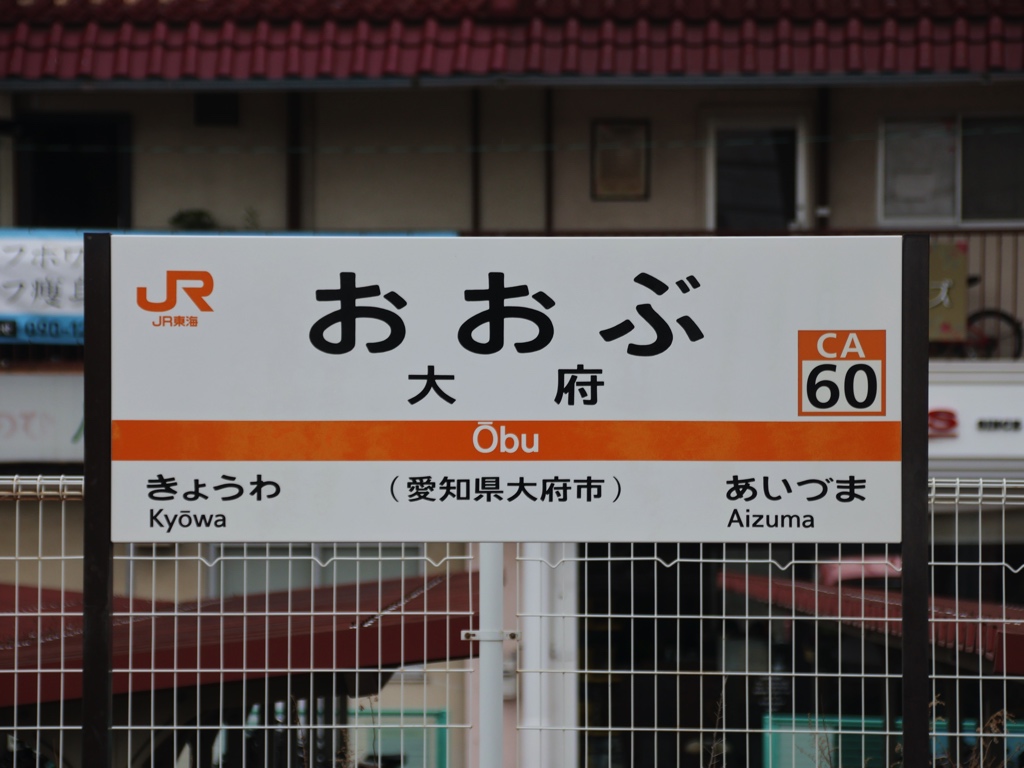 JR
JR東海
おおぶ
大府
CA
60
Ōbu
きょうわ
(愛知県大府市)
あいづま
Kyōwa
Aizuma